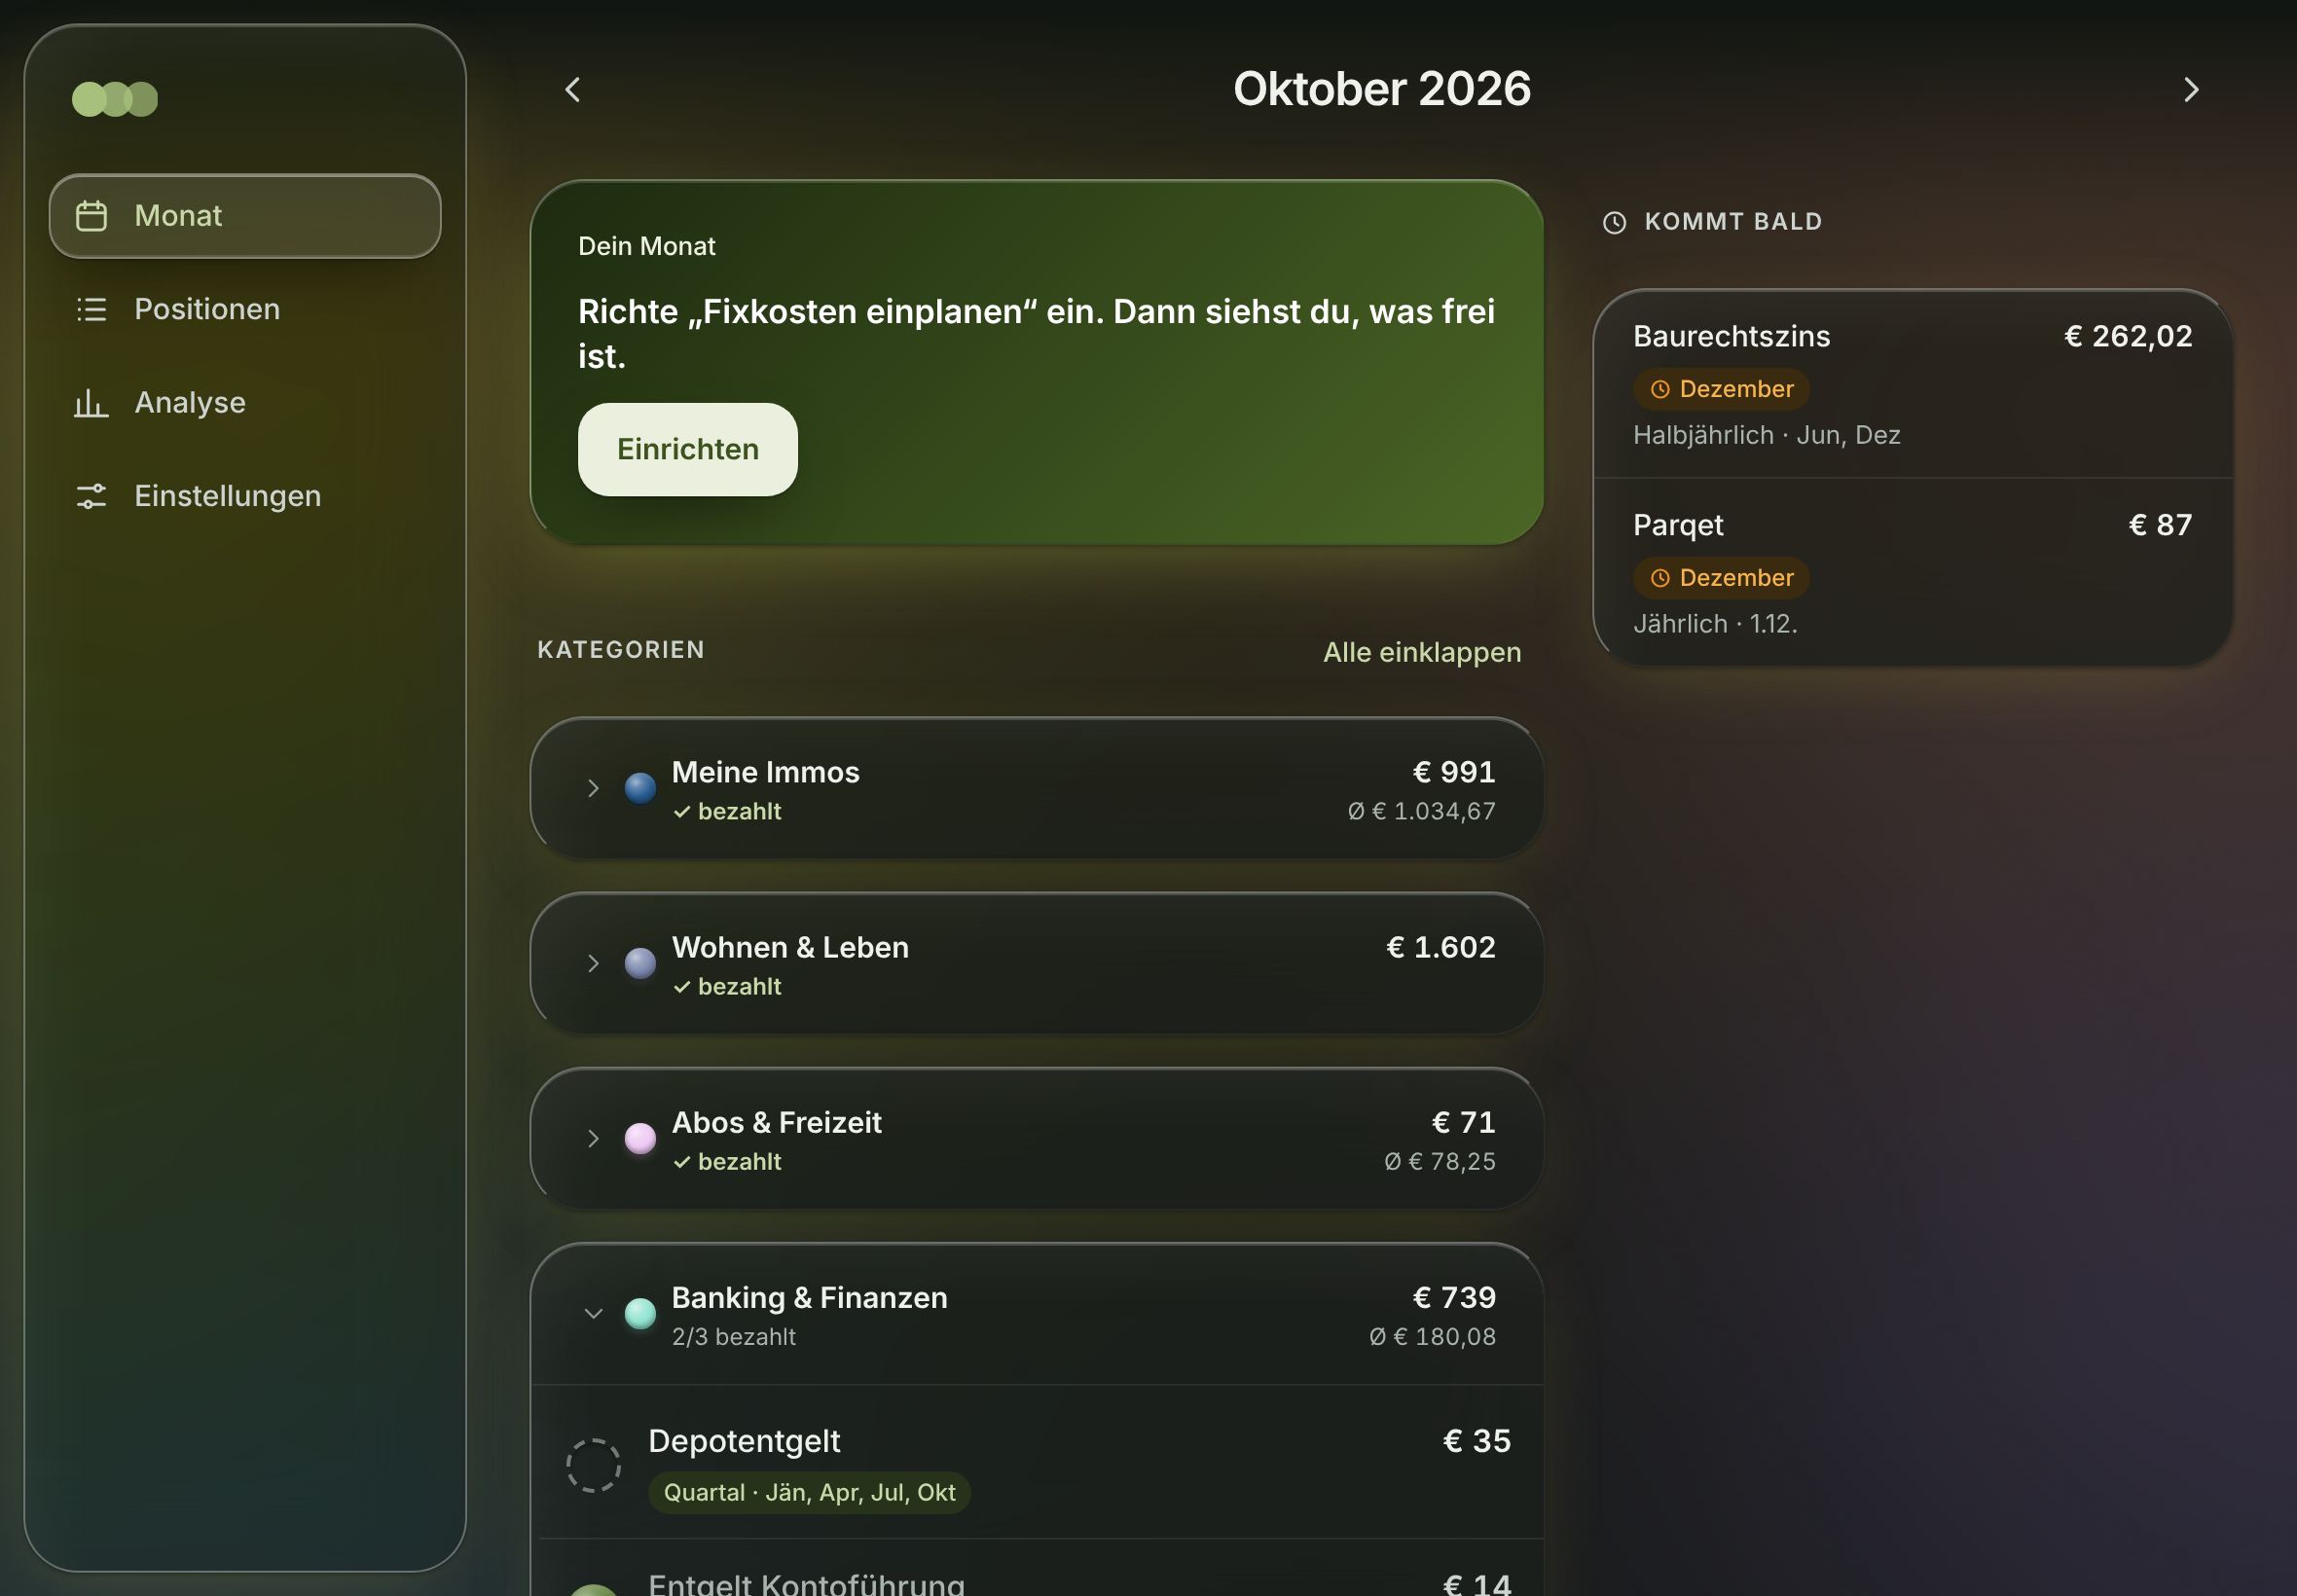 Oktober 2026
Monat
Positionen
Analyse
Einstellungen
Dein Monat
Richte „Fixkosten einplanen“ ein. Dann siehst du, was frei
ist.
Einrichten
KATEGORIEN
Alle einklappen
Meine Immos
€ 991
✓ bezahlt
Ø € 1.034,67
Wohnen & Leben
€ 1.602
✓ bezahlt
Abos & Freizeit
€ 71
✓ bezahlt
Ø € 78,25
Banking & Finanzen
€ 739
2/3 bezahlt
Ø € 180,08
Depotentgelt
€ 35
Quartal · Jän, Apr, Jul, Okt
Entgelt Kontoführung
€ 14
KOMMT BALD
Baurechtszins
€ 262,02
Dezember
Halbjährlich · Jun, Dez
Parqet
€ 87
Dezember
Jährlich · 1.12.